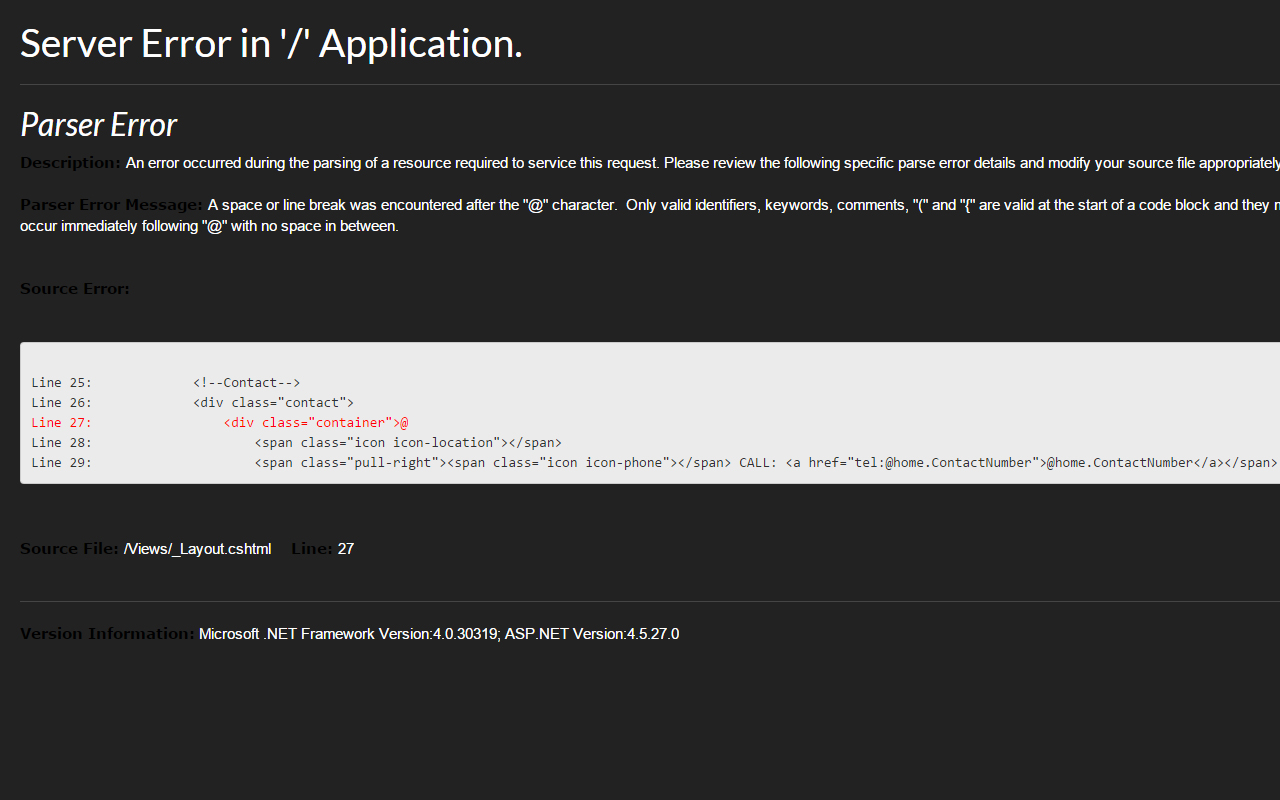 Server Error in '/' Application.
Parser Error
Description: An error occurred during the parsing of a resource required to service this request. Please review the following specific parse error details and modify your source file appropriately
Parser Error Message: A space or line break was encountered after the "@" character.  Only valid identifiers, keywords, comments, "(" and "{" are valid at the start of a code block and they
occur immediately following "@" with no space in between.
Source Error:
Line 25:             <!--Contact-->
Line 26:             <div class="contact">
Line 27:                 <div class="container">@
Line 28:                     <span class="icon icon-location"></span>
Line 29:                     <span class="pull-right"><span class="icon icon-phone"></span> CALL: <a href="tel:@home.ContactNumber">@home.ContactNumber</a></span>
Source File: /Views/_Layout.cshtml    Line: 27
Version Information: Microsoft .NET Framework Version:4.0.30319; ASP.NET Version:4.5.27.0